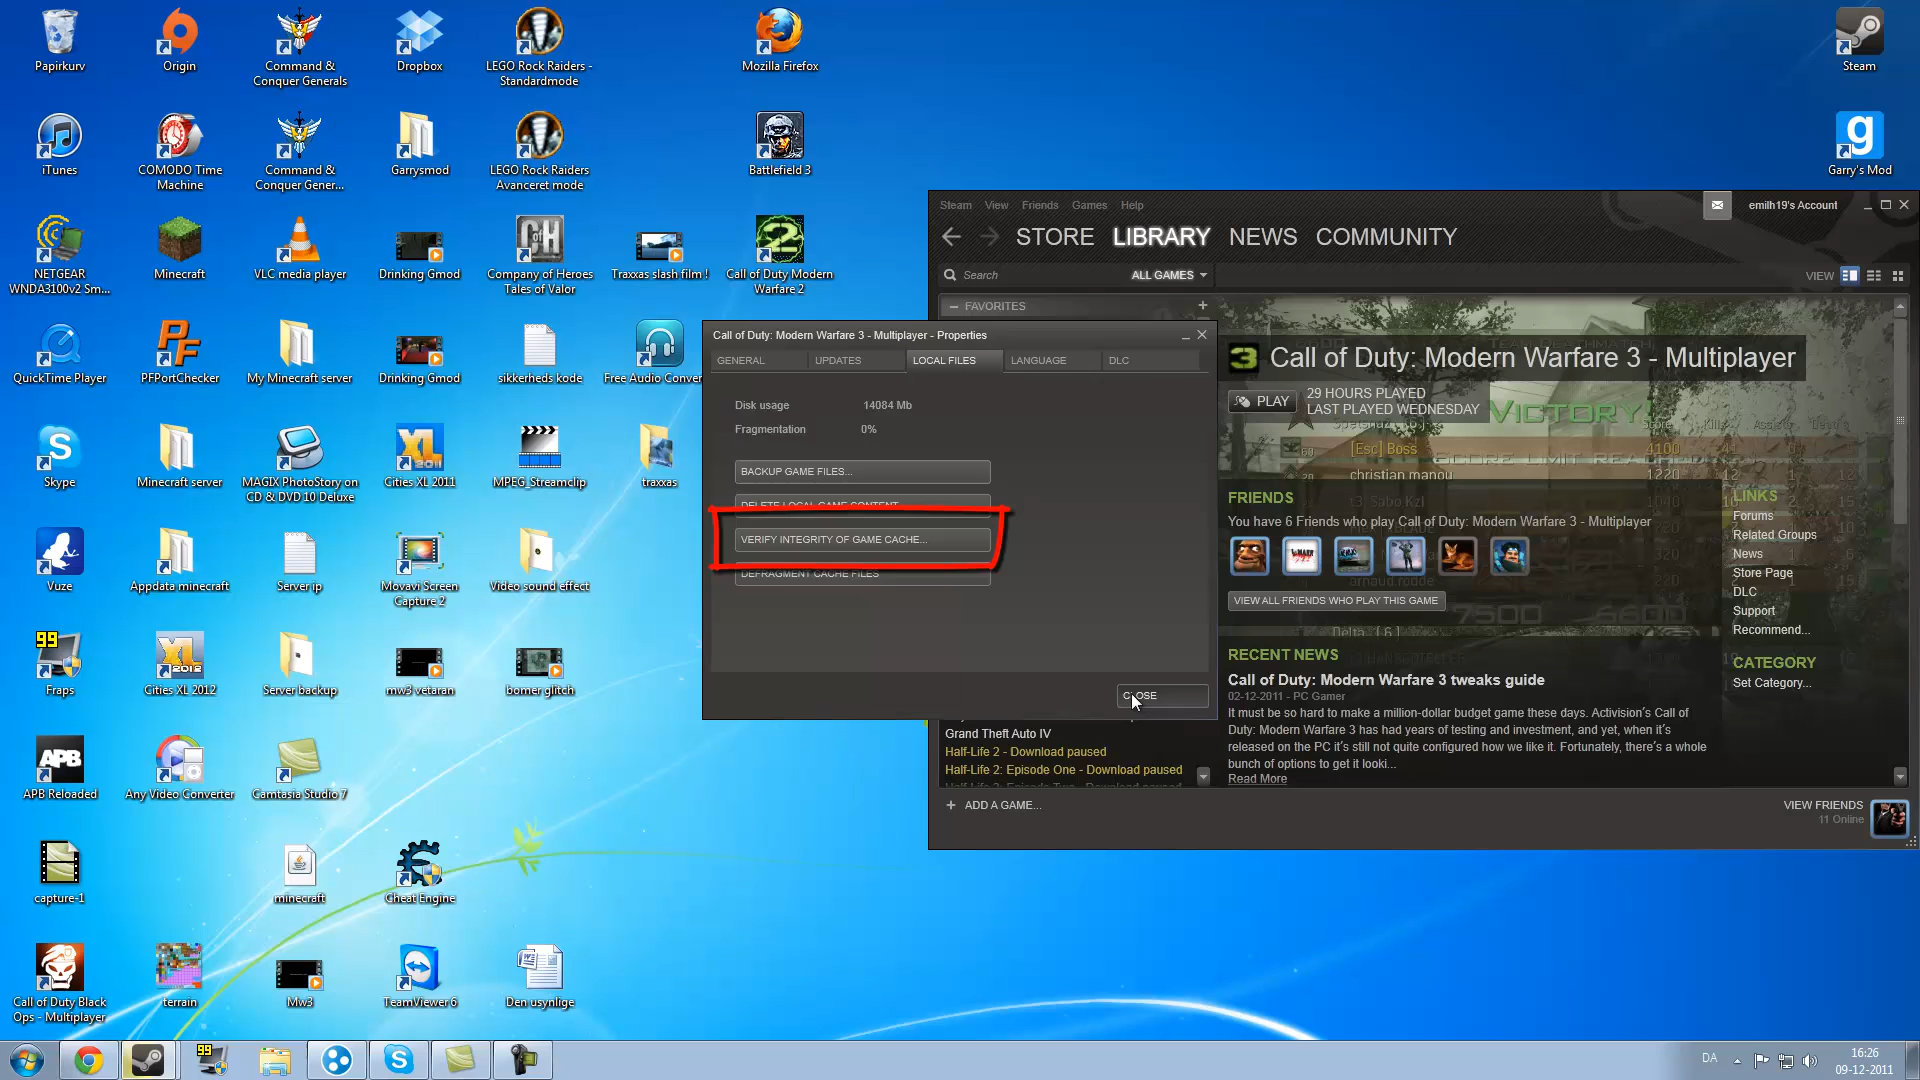 Papirkurv
Origin
Command &
Conquer Generals
Dropbox
LEGO Rock Raiders -
Standardmode
Mozilla Firefox
Steam
iTunes
COMODO Time
Machine
Command &
Conquer Gener...
Garrysmod
LEGO Rock Raiders
Avanceret mode
Battlefield 3
Garry's Mod
NETGEAR
WNDA3100v2 Sm...
Minecraft
VLC media player
Drinking Gmod
Company of Heroes
Tales of Valor
Traxxas slash film !
Call of Duty Modern
Warfare 2
QuickTime Player
PFPortChecker
My Minecraft server
Drinking Gmod
sikkerheds kode
Free Audio Conver
Skype
Minecraft server
MAGIX PhotoStory on
CD & DVD 10 Deluxe
Cities XL 2011
MPEG_Streamclip
traxxas
Vuze
Appdata minecraft
Server ip
Movavi Screen
Capture 2
Video sound effect
Fraps
Cities XL 2012
Server backup
mw3 vetaran
bomer glitch
APB Reloaded
Any Video Converter
Camtasia Studio 7
capture-1
minecraft
Cheat Engine
Call of Duty Black
Ops - Multiplayer
terrain
Mw3
TeamViewer 6
Den usynlige
Steam View Friends Games Help
emilh19's Account
STORE LIBRARY NEWS COMMUNITY
Search
ALL GAMES
VIEW
FAVORITES
Call of Duty: Modern Warfare 3 - Multiplayer - Properties
GENERAL UPDATES LOCAL FILES LANGUAGE DLC
Disk usage 14084 Mb
Fragmentation 0%
BACKUP GAME FILES...
DELETE LOCAL GAME CONTENT
VERIFY INTEGRITY OF GAME CACHE...
DEFRAGMENT CACHE FILES
CLOSE
Call of Duty: Modern Warfare 3 - Multiplayer
PLAY
29 HOURS PLAYED
LAST PLAYED WEDNESDAY
VICTORY!
[Esc] Boss 4100
christian.manou 1220
FRIENDS
You have 6 Friends who play Call of Duty: Modern Warfare 3 - Multiplayer
VIEW ALL FRIENDS WHO PLAY THIS GAME
7500 6600
LINKS
Forums
Related Groups
News
Store Page
DLC
Support
Recommend...
CATEGORY
Set Category...
RECENT NEWS
Call of Duty: Modern Warfare 3 tweaks guide
02-12-2011 - PC Gamer
It must be so hard to make a million-dollar budget game these days. Activision's Call of
Duty: Modern Warfare 3 has had years of testing and investment, and yet, when it's
released on the PC it's still not quite configured how we like it. Fortunately, there's a whole
bunch of options to get it looki...
Read More
Grand Theft Auto IV
Half-Life 2 - Download paused
Half-Life 2: Episode One - Download paused
ADD A GAME...
VIEW FRIENDS
11 Online
DA
16:26
09-12-2011